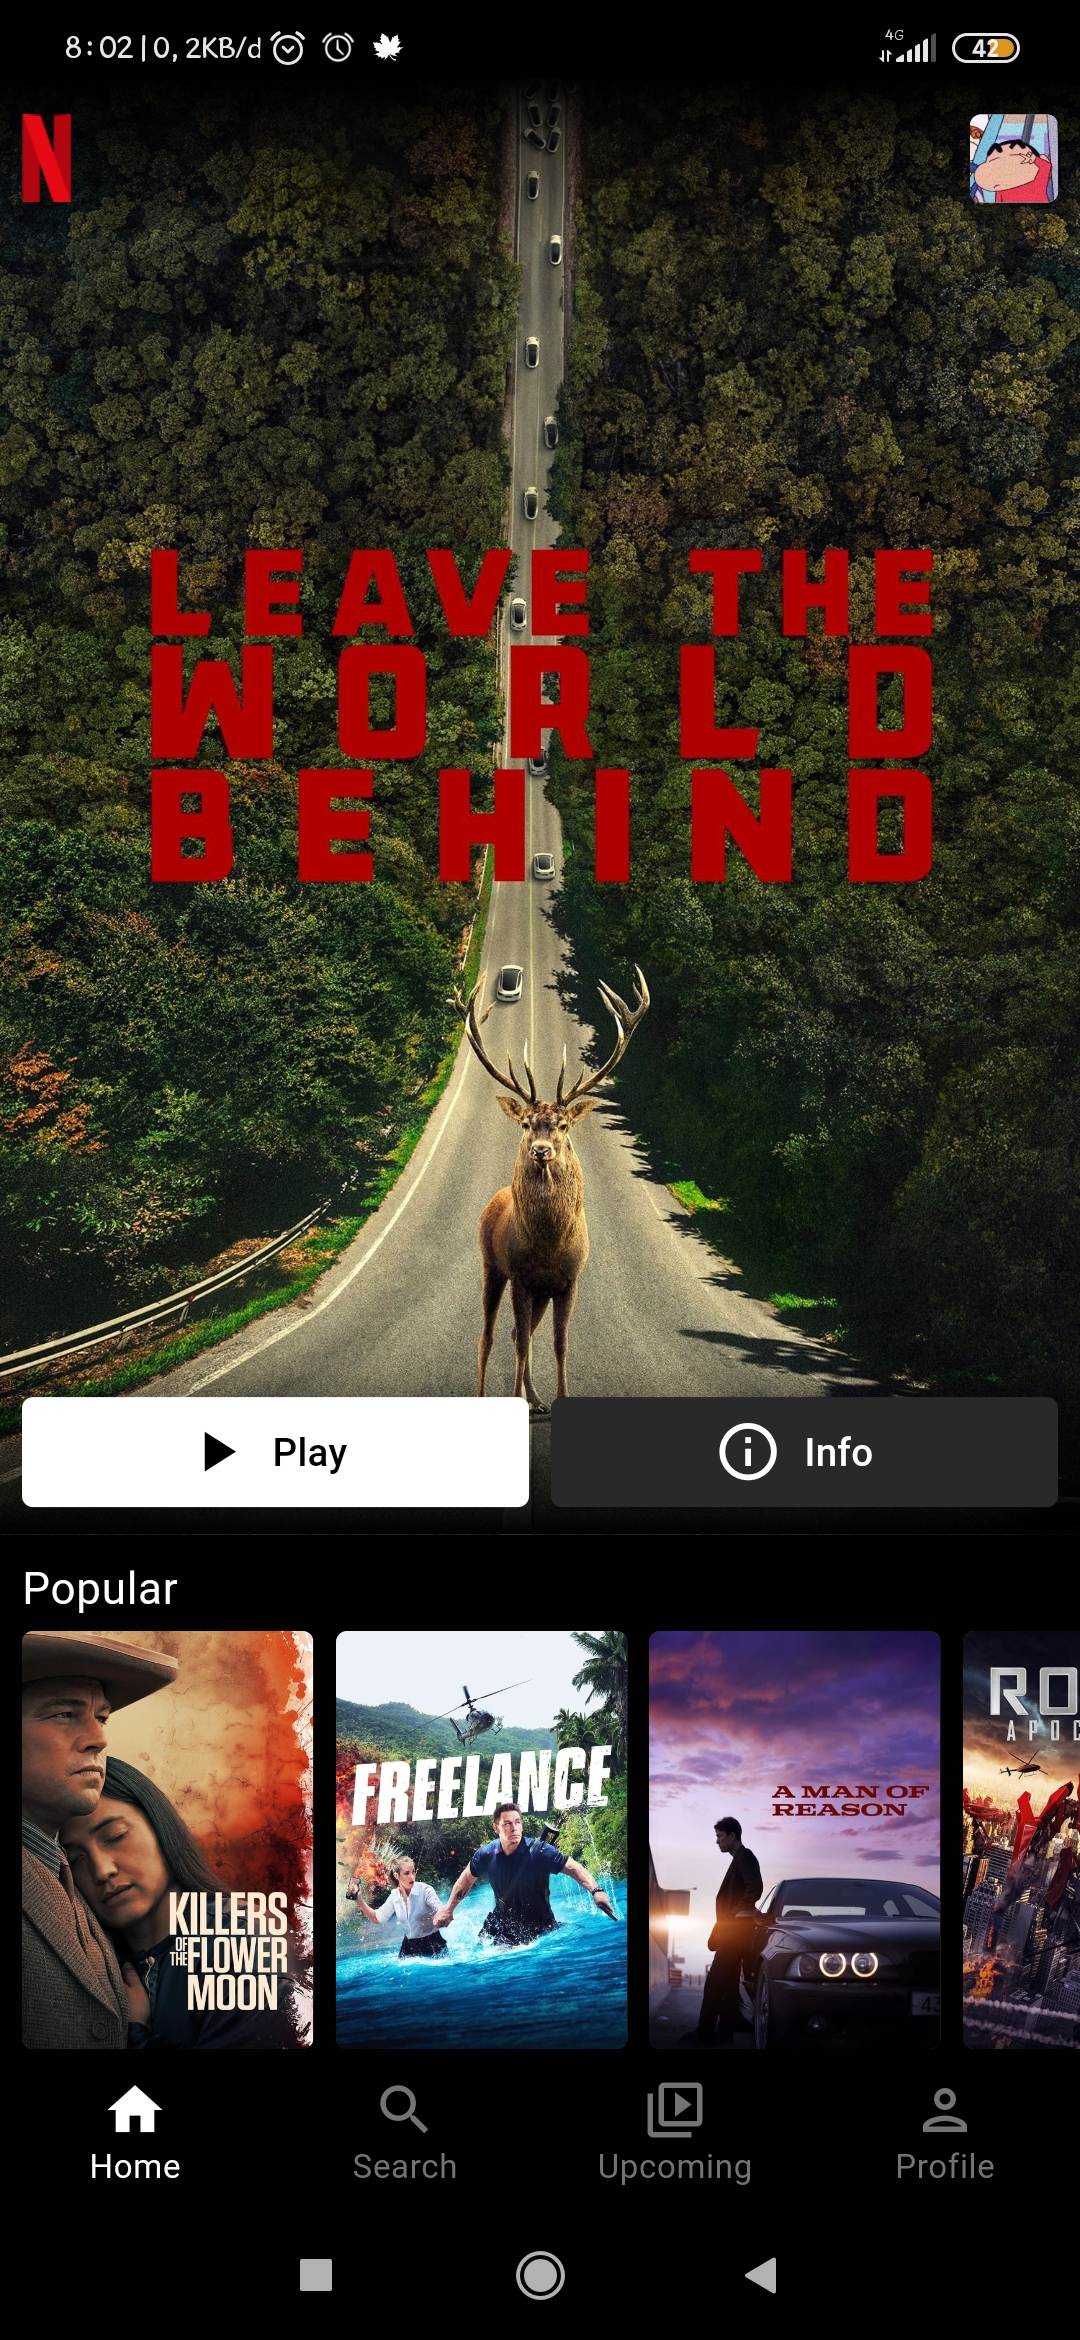 8:02 | 0, 2KB/d
4G
42
N
LEAVE THE
WORLD
BEHIND
Play
Info
Popular
KILLERS
OF THE FLOWER
MOON
FREELANCE
A MAN OF
REASON
43
RO
APOC
Home
Search
Upcoming
Profile